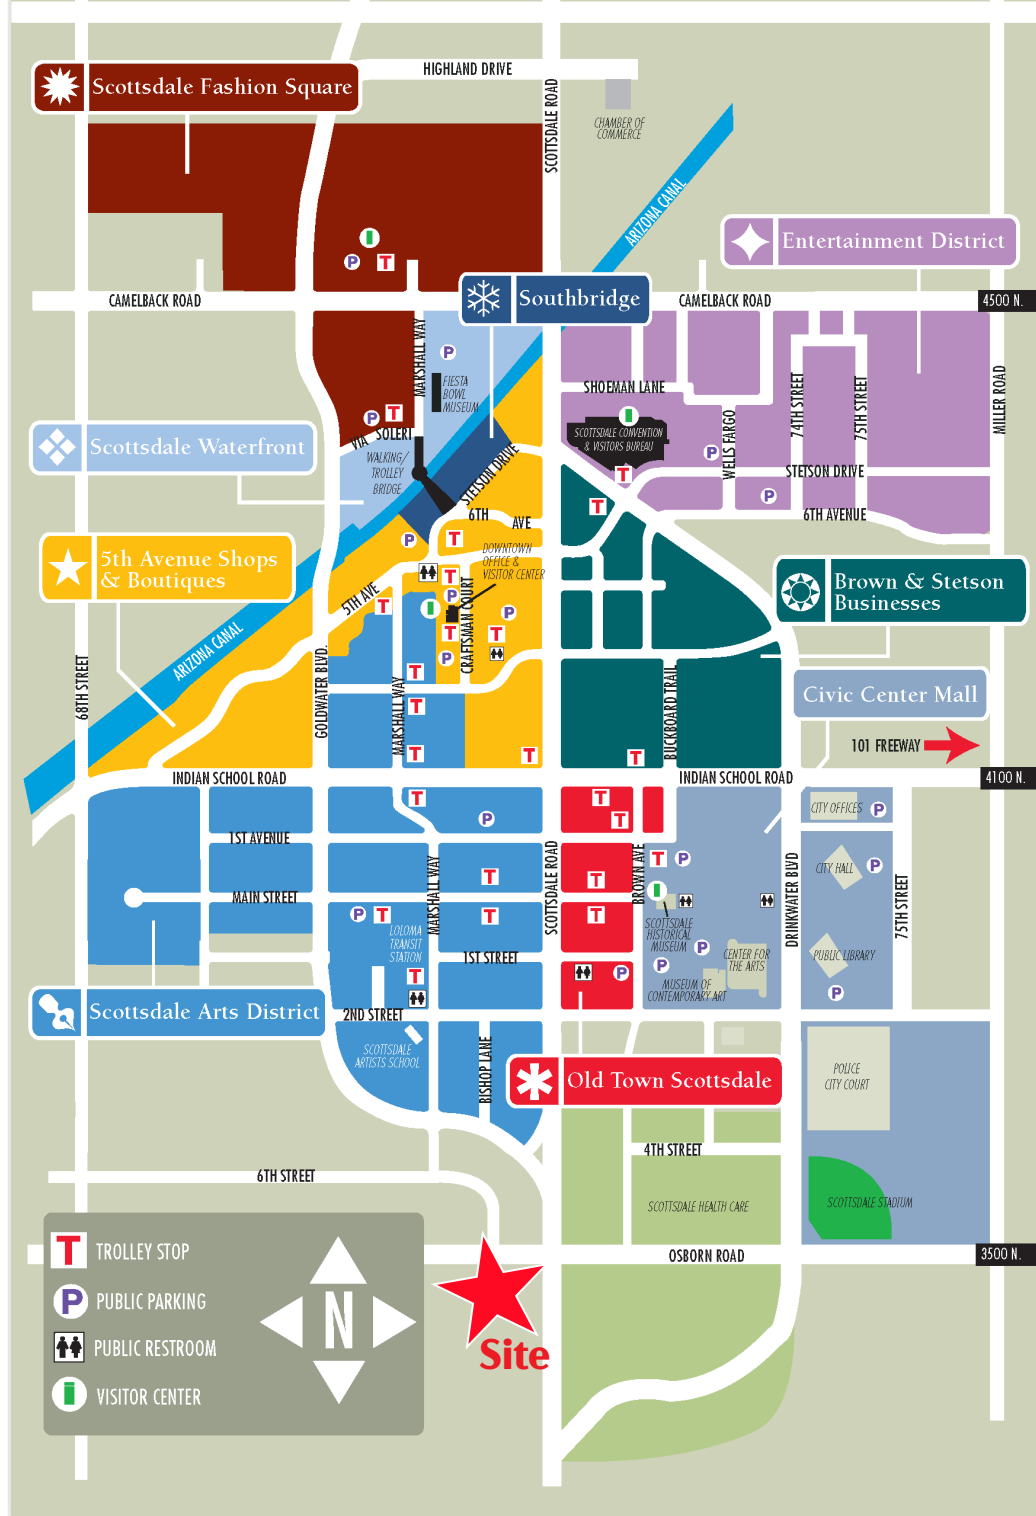 HIGHLAND DRIVE
Scottsdale Fashion Square
SCOTTSDALE ROAD
CHAMBER OF
COMMERCE
ARIZONA CANAL
Entertainment District
P
T
CAMELBACK ROAD
Southbridge
CAMELBACK ROAD
4500 N.
MARSHALL WAY
P
FIESTA
BOWL
MUSEUM
SHOEMAN LANE
74TH STREET
75TH STREET
MILLER ROAD
P
T
VIA SOLERI
SCOTTSDALE CONVENTION
& VISITORS BUREAU
WELLS FARGO
P
Scottsdale Waterfront
WALKING/
TROLLEY
BRIDGE
STETSON DRIVE
T
STETSON DRIVE
P
T
6TH AVE
6TH AVENUE
P
T
5th Avenue Shops
& Boutiques
DOWNTOWN
OFFICE &
VISITOR CENTER
T
P
5TH AVE
T
CRAFTSMAN COURT
P
T
T
P
Brown & Stetson
Businesses
ARIZONA CANAL
68TH STREET
GOLDWATER BLVD.
MARSHALL WAY
T
T
T
T
BUCKBOARD TRAIL
T
Civic Center Mall
101 FREEWAY
INDIAN SCHOOL ROAD
INDIAN SCHOOL ROAD
4100 N.
T
P
T
T
CITY OFFICES
P
1ST AVENUE
MARSHALL WAY
SCOTTSDALE ROAD
BROWN AVE
T
P
DRINKWATER BLVD
CITY HALL
P
75TH STREET
T
T
MAIN STREET
P
T
T
T
LOLOMA
TRANSIT
STATION
SCOTTSDALE
HISTORICAL
MUSEUM
P
1ST STREET
CENTER FOR
THE ARTS
PUBLIC LIBRARY
T
P
P
MUSEUM OF
CONTEMPORARY ART
P
Scottsdale Arts District
2ND STREET
SCOTTSDALE
ARTISTS SCHOOL
BISHOP LANE
Old Town Scottsdale
POLICE
CITY COURT
4TH STREET
6TH STREET
SCOTTSDALE HEALTH CARE
SCOTTSDALE STADIUM
OSBORN ROAD
3500 N.
T TROLLEY STOP
P PUBLIC PARKING
PUBLIC RESTROOM
VISITOR CENTER
N
Site